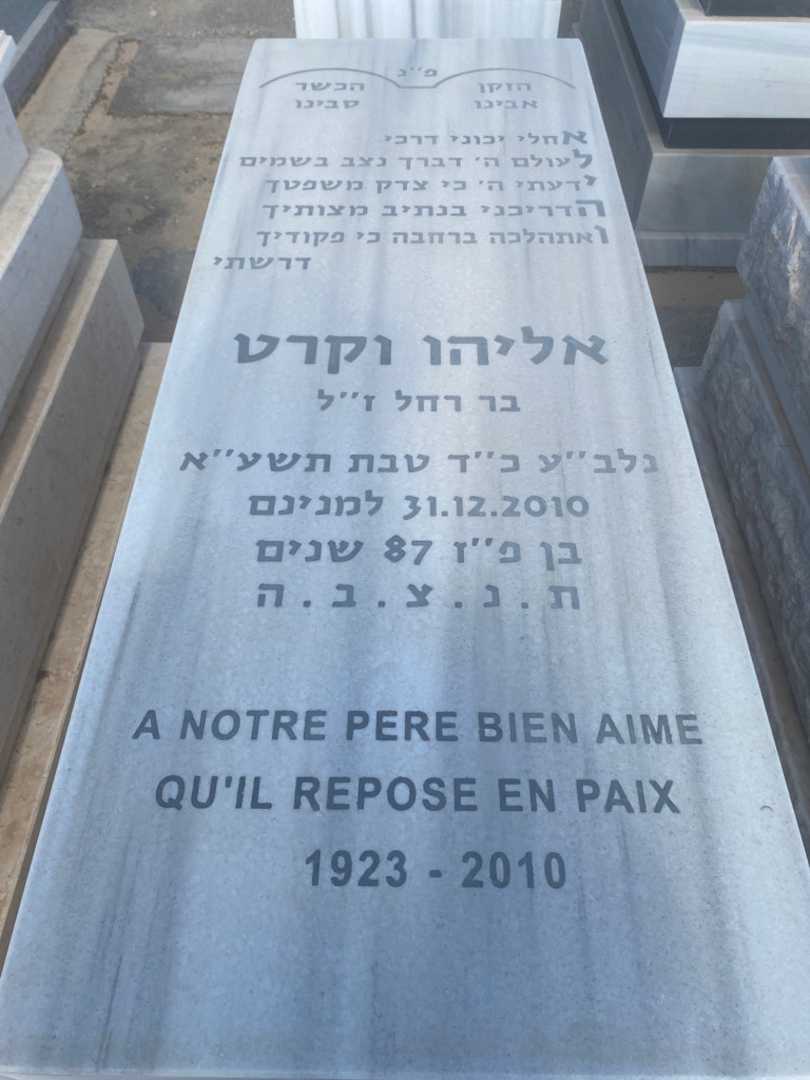 פ"נ
הזקן הכשר
אבינו סבינו
אחלי יכוני דרכי
לעולם ה' דברך נצב בשמים
ידעתי ה' כי צדק משפטך
הדריכני בנתיב מצותיך
ואתהלכה ברחבה כי פקודיך
דרשתי
אליהו וקרט
בר רחל ז"ל
נלב"ע כ"ד טבת תשע"א
31.12.2010 למנינם
בן פ"ז 87 שנים
ת.נ.צ.ב.ה
A NOTRE PERE BIEN AIME
QU'IL REPOSE EN PAIX
1923 - 2010